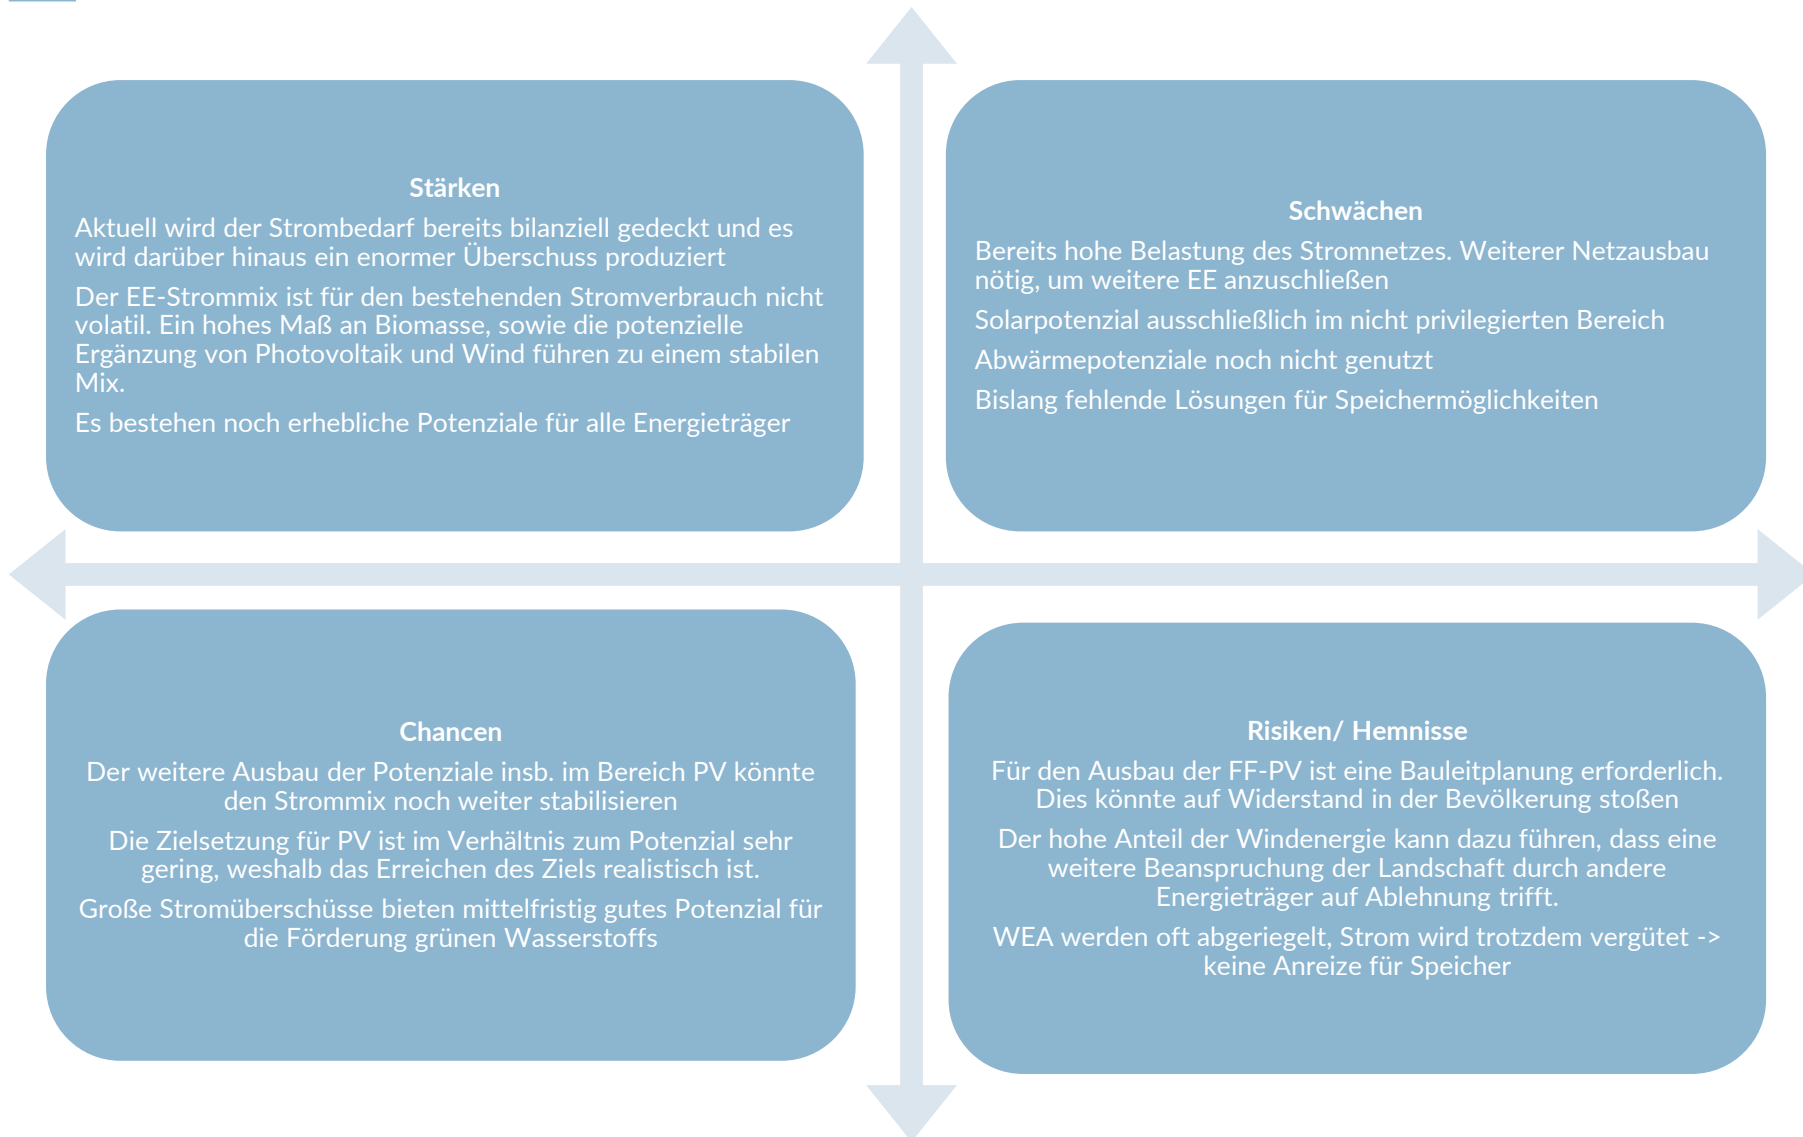 Stärken
Aktuell wird der Strombedarf bereits bilanziell gedeckt und es
wird darüber hinaus ein enormer Überschuss produziert
Der EE-Strommix ist für den bestehenden Stromverbrauch nicht
volatil. Ein hohes Maß an Biomasse, sowie die potenzielle
Ergänzung von Photovoltaik und Wind führen zu einem stabilen
Mix.
Es bestehen noch erhebliche Potenziale für alle Energieträger
Schwächen
Bereits hohe Belastung des Stromnetzes. Weiterer Netzausbau
nötig, um weitere EE anzuschließen
Solarpotenzial ausschließlich im nicht privilegierten Bereich
Abwärmepotenziale noch nicht genutzt
Bislang fehlende Lösungen für Speichermöglichkeiten
Chancen
Der weitere Ausbau der Potenziale insb. im Bereich PV könnte
den Strommix noch weiter stabilisieren
Die Zielsetzung für PV ist im Verhältnis zum Potenzial sehr
gering, weshalb das Erreichen des Ziels realistisch ist.
Große Stromüberschüsse bieten mittelfristig gutes Potenzial für
die Förderung grünen Wasserstoffs
Risiken/ Hemnisse
Für den Ausbau der FF-PV ist eine Bauleitplanung erforderlich.
Dies könnte auf Widerstand in der Bevölkerung stoßen
Der hohe Anteil der Windenergie kann dazu führen, dass eine
weitere Beanspruchung der Landschaft durch andere
Energieträger auf Ablehnung trifft.
WEA werden oft abgeriegelt, Strom wird trotzdem vergütet ->
keine Anreize für Speicher